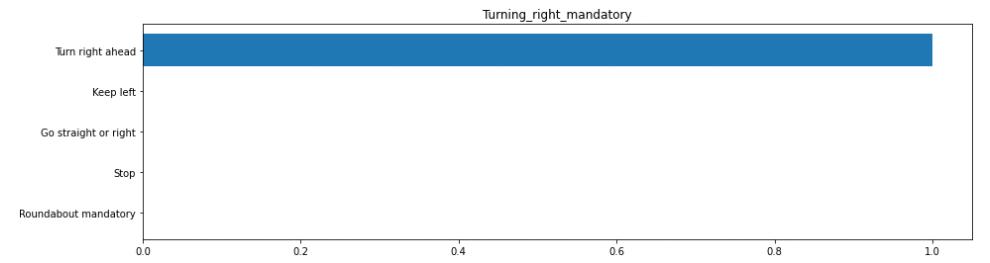 Turning_right_mandatory
Turn right ahead
Keep left
Go straight or right
Stop
Roundabout mandatory
0.0 0.2 0.4 0.6 0.8 1.0